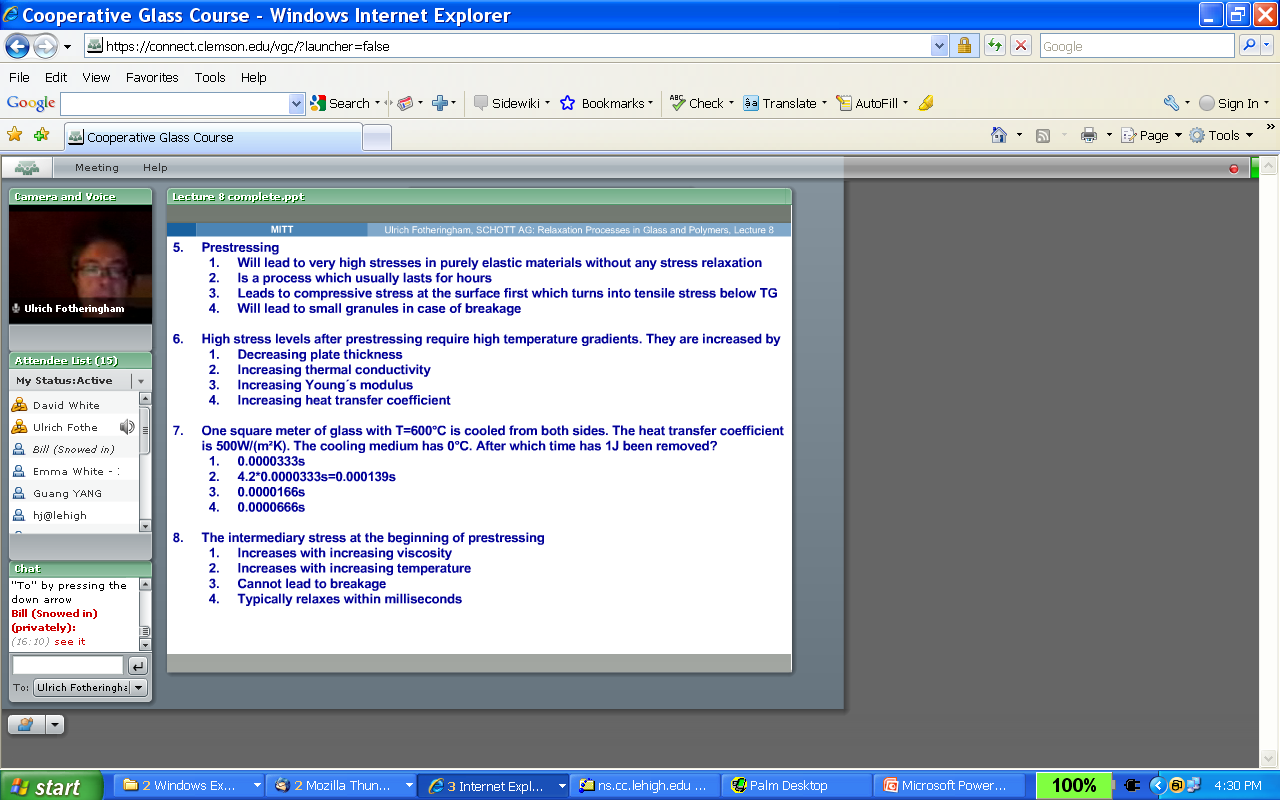 Cooperative Glass Course - Windows Internet Explorer
https://connect.clemson.edu/vgc/?launcher=false
Google
File Edit View Favorites Tools Help
Google Search Sidewiki Bookmarks ABC Check Translate AutoFill Sign In
Cooperative Glass Course
Page Tools
Meeting Help
Camera and Voice
Ulrich Fotheringham
Attendee List (15)
My Status:Active
David White
Ulrich Fothe
Bill (Snowed in)
Emma White -
Guang YANG
hj@lehigh
Chat
"To" by pressing the
down arrow
Bill (Snowed in)
(privately):
(16:10) see it
To: Ulrich Fotheringha
Lecture 8 complete.ppt
MITT Ulrich Fotheringham, SCHOTT AG: Relaxation Processes in Glass and Polymers, Lecture 8
5. Prestressing
1. Will lead to very high stresses in purely elastic materials without any stress relaxation
2. Is a process which usually lasts for hours
3. Leads to compressive stress at the surface first which turns into tensile stress below TG
4. Will lead to small granules in case of breakage
6. High stress levels after prestressing require high temperature gradients. They are increased by
1. Decreasing plate thickness
2. Increasing thermal conductivity
3. Increasing Young´s modulus
4. Increasing heat transfer coefficient
7. One square meter of glass with T=600°C is cooled from both sides. The heat transfer coefficient
is 500W/(m²K). The cooling medium has 0°C. After which time has 1J been removed?
1. 0.0000333s
2. 4.2*0.0000333s=0.000139s
3. 0.0000166s
4. 0.0000666s
8. The intermediary stress at the beginning of prestressing
1. Increases with increasing viscosity
2. Increases with increasing temperature
3. Cannot lead to breakage
4. Typically relaxes within milliseconds
start 2 Windows Ex... 2 Mozilla Thun... 3 Internet Expl... ns.cc.lehigh.edu ... Palm Desktop Microsoft Power... 100% 4:30 PM